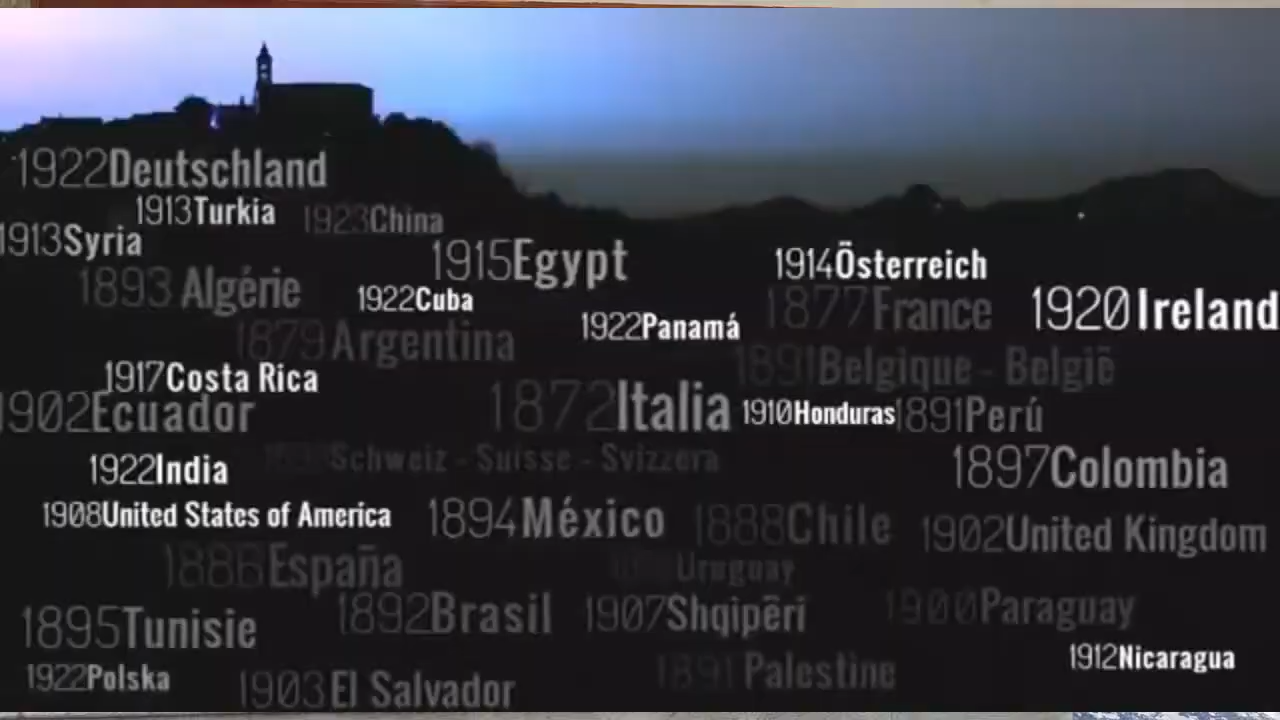 1922Deutschland
1913Turkia
1923China
1913Syria
1915Egypt
1914Österreich
1893 Algérie
1922Cuba
1877France
1920Ireland
1922Panamá
1879Argentina
1891Belgique - België
1917Costa Rica
1902Ecuador
1872Italia
1910Honduras
1891Perú
Schweiz - Suisse - Svizzera
1922India
1897Colombia
1908United States of America
1894México
1888Chile
1902United Kingdom
1886España
Uruguay
1895Tunisie
1892Brasil
1907Shqipëri
1900Paraguay
1922Polska
1903El Salvador
1891Palestine
1912Nicaragua